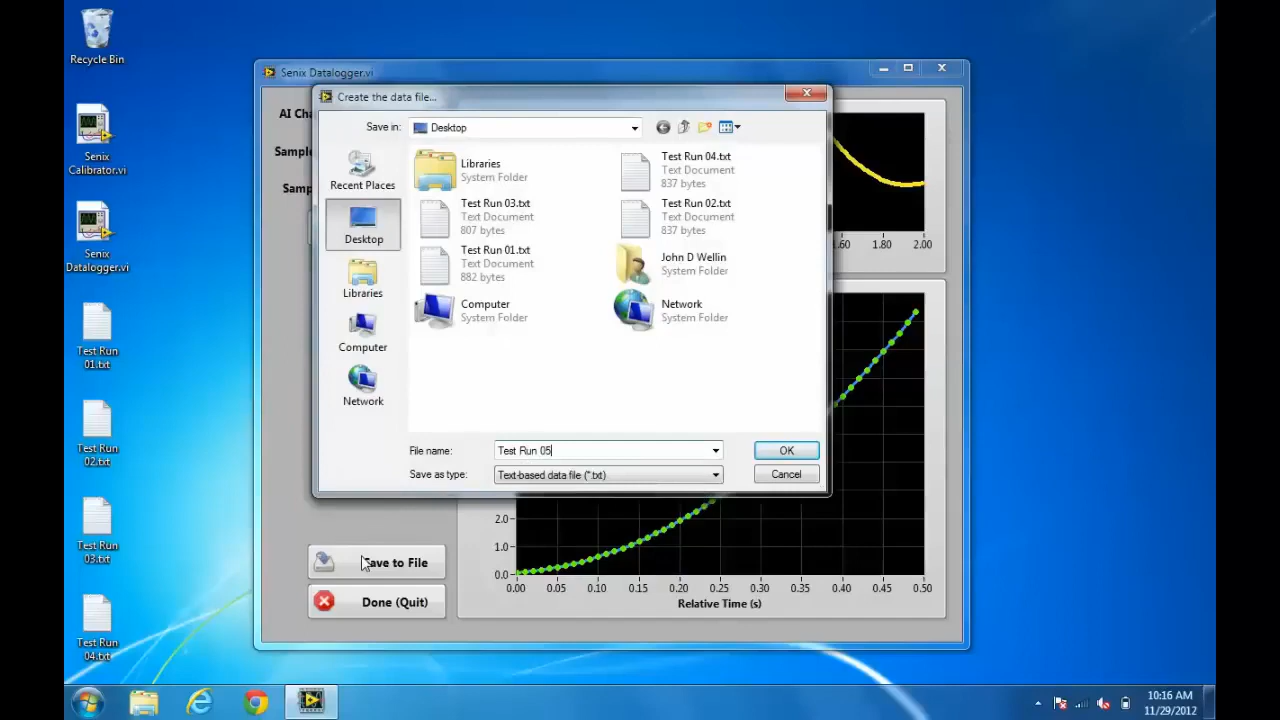 Recycle Bin
Senix
Calibrator.vi
Senix
Datalogger.vi
Test Run
01.txt
Test Run
02.txt
Test Run
03.txt
Test Run
04.txt
Senix Datalogger.vi
AI Cha
Sample
Samp
Create the data file...
Save in:
Desktop
Recent Places
Desktop
Libraries
Computer
Network
Libraries
System Folder
Test Run 04.txt
Text Document
837 bytes
Test Run 03.txt
Text Document
807 bytes
Test Run 02.txt
Text Document
837 bytes
Test Run 01.txt
Text Document
882 bytes
John D Wellin
System Folder
Computer
System Folder
Network
System Folder
File name:
Test Run 05
OK
Save as type:
Text-based data file (*.txt)
Cancel
1.60 1.80 2.00
2.0
1.0
0.0
0.00 0.05 0.10 0.15 0.20 0.25 0.30 0.35 0.40 0.45 0.50
Relative Time (s)
Save to File
Done (Quit)
10:16 AM
11/29/2012